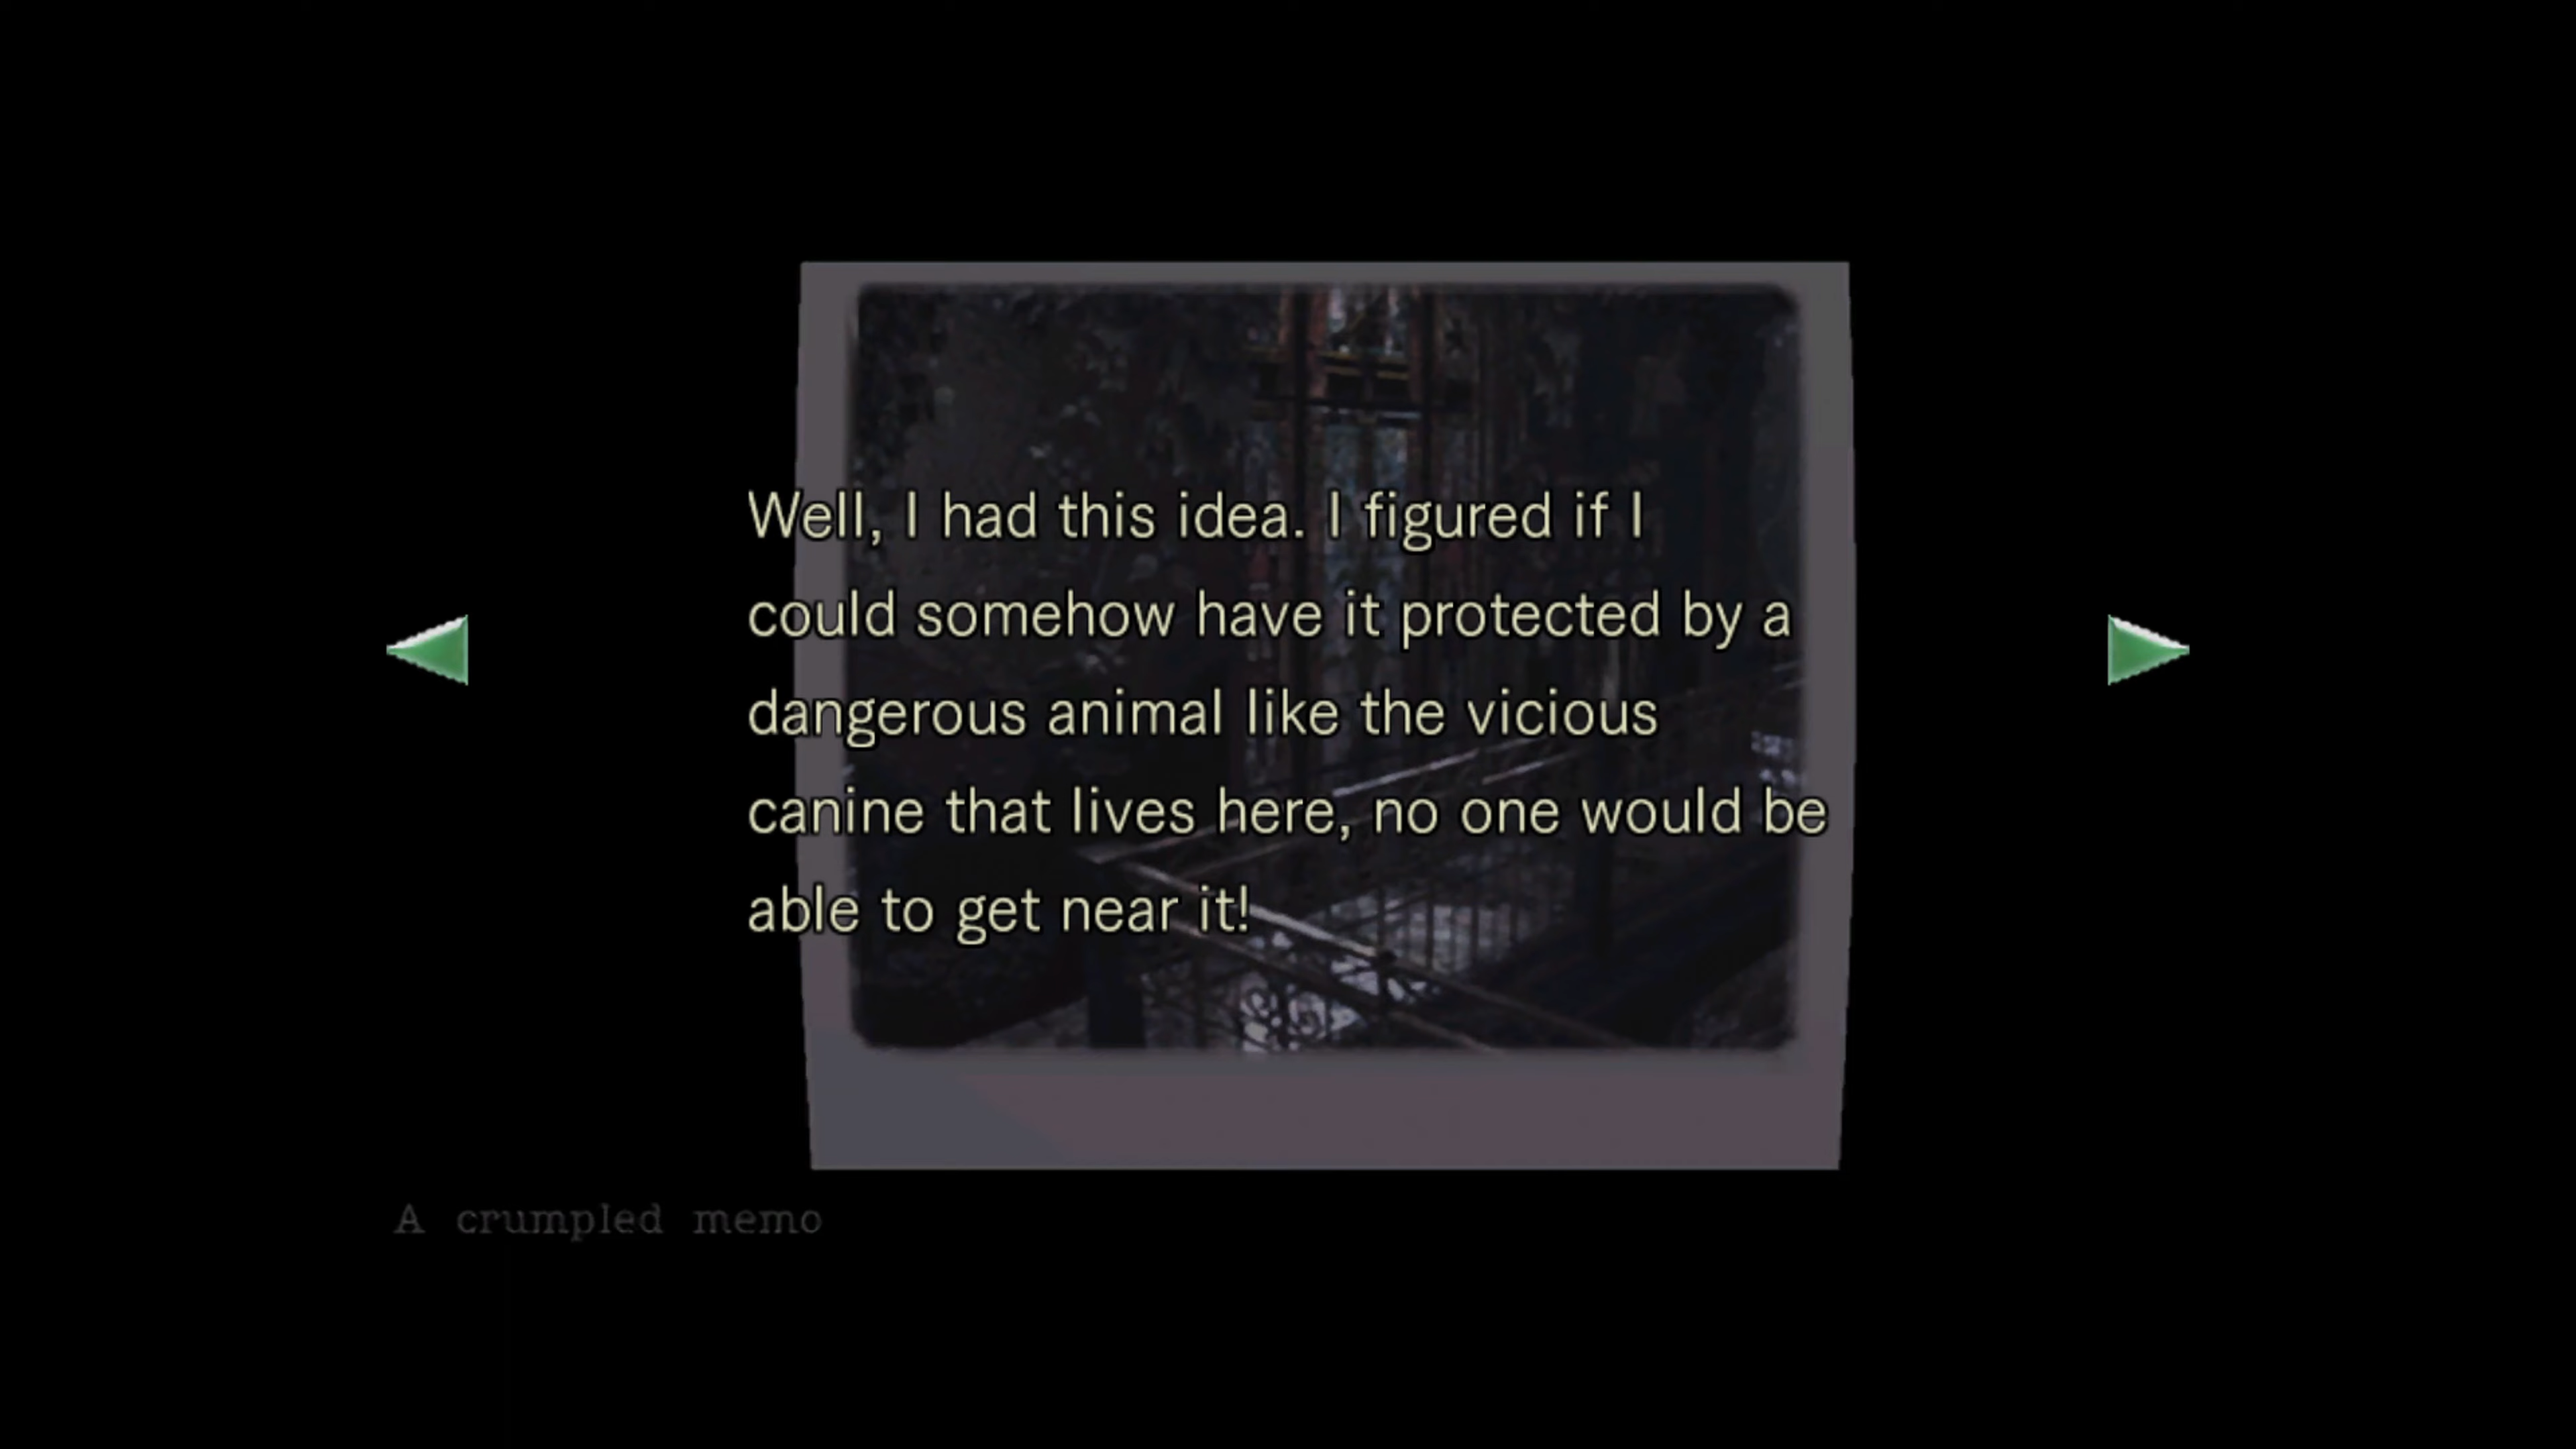 Well, I had this idea. I figured if I
could somehow have it protected by a
dangerous animal like the vicious
canine that lives here, no one would be
able to get near it!
A crumpled memo